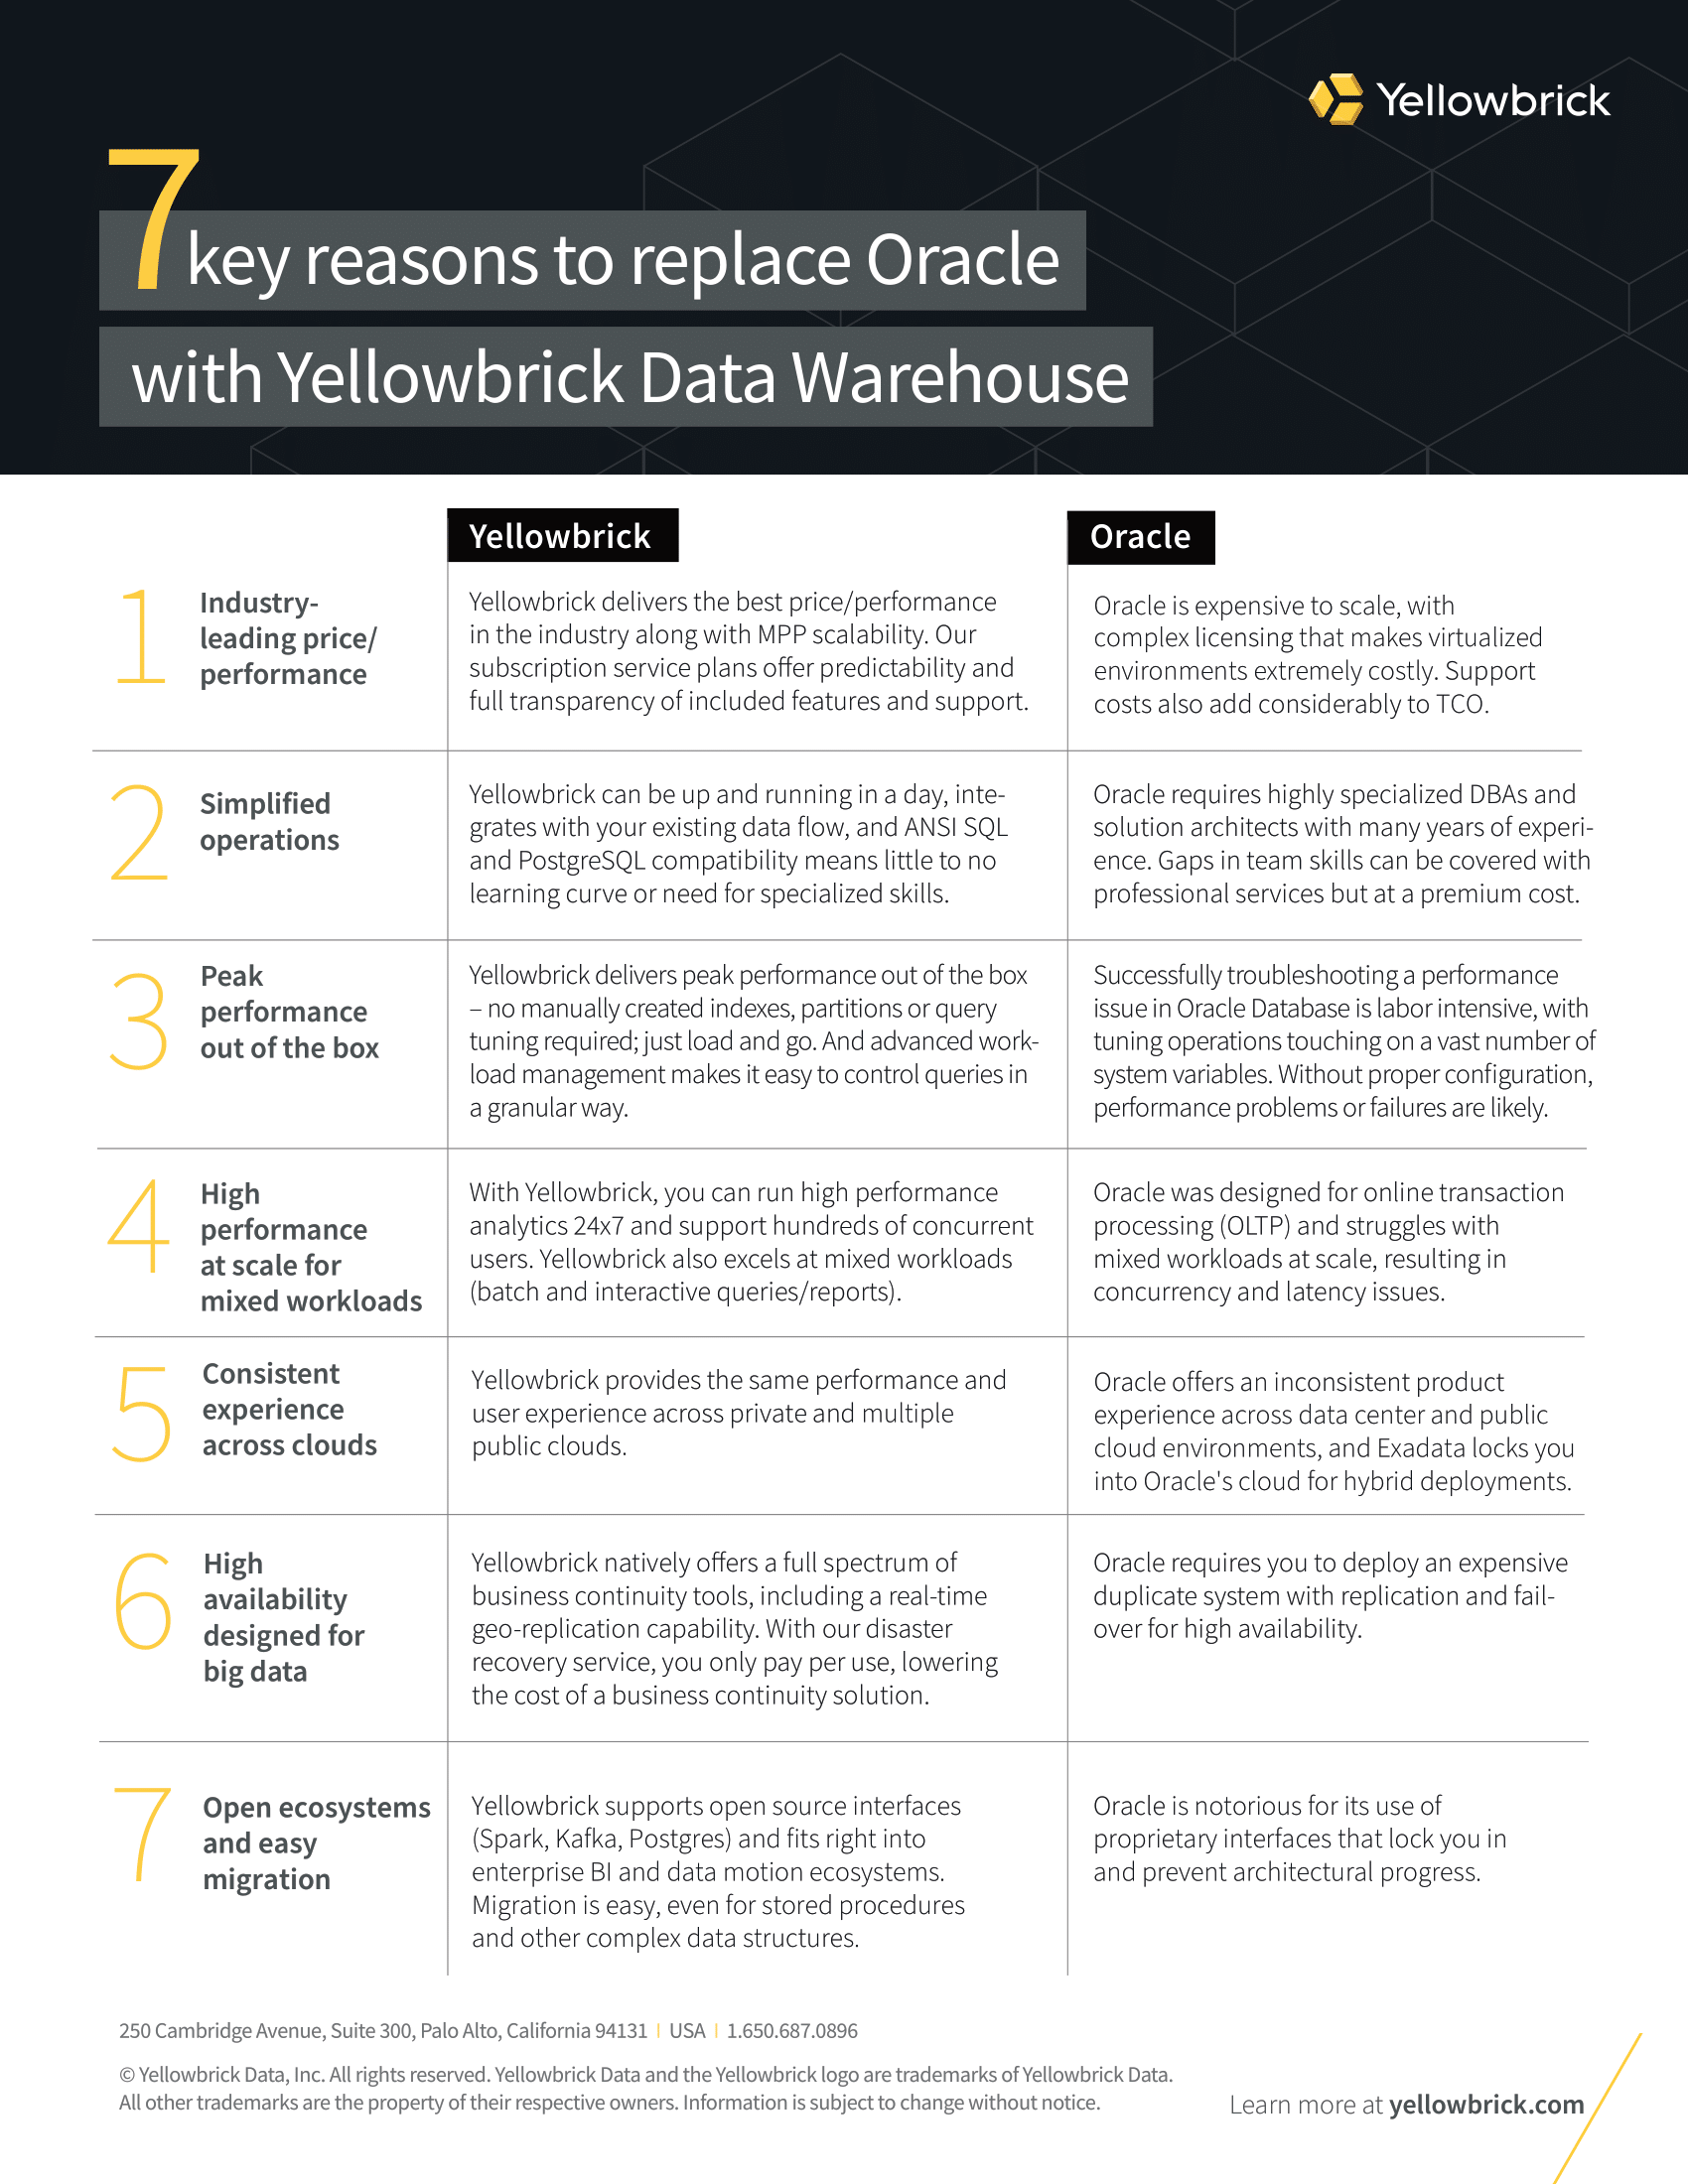 Yellowbrick
7 key reasons to replace Oracle
with Yellowbrick Data Warehouse
Yellowbrick
Oracle
1
Industry-
leading price/
performance
Yellowbrick delivers the best price/performance
in the industry along with MPP scalability. Our
subscription service plans offer predictability and
full transparency of included features and support.
Oracle is expensive to scale, with
complex licensing that makes virtualized
environments extremely costly. Support
costs also add considerably to TCO.
2
Simplified
operations
Yellowbrick can be up and running in a day, inte-
grates with your existing data flow, and ANSI SQL
and PostgreSQL compatibility means little to no
learning curve or need for specialized skills.
Oracle requires highly specialized DBAs and
solution architects with many years of experi-
ence. Gaps in team skills can be covered with
professional services but at a premium cost.
3
Peak
performance
out of the box
Yellowbrick delivers peak performance out of the box
– no manually created indexes, partitions or query
tuning required; just load and go. And advanced work-
load management makes it easy to control queries in
a granular way.
Successfully troubleshooting a performance
issue in Oracle Database is labor intensive, with
tuning operations touching on a vast number of
system variables. Without proper configuration,
performance problems or failures are likely.
4
High
performance
at scale for
mixed workloads
With Yellowbrick, you can run high performance
analytics 24x7 and support hundreds of concurrent
users. Yellowbrick also excels at mixed workloads
(batch and interactive queries/reports).
Oracle was designed for online transaction
processing (OLTP) and struggles with
mixed workloads at scale, resulting in
concurrency and latency issues.
5
Consistent
experience
across clouds
Yellowbrick provides the same performance and
user experience across private and multiple
public clouds.
Oracle offers an inconsistent product
experience across data center and public
cloud environments, and Exadata locks you
into Oracle's cloud for hybrid deployments.
6
High
availability
designed for
big data
Yellowbrick natively offers a full spectrum of
business continuity tools, including a real-time
geo-replication capability. With our disaster
recovery service, you only pay per use, lowering
the cost of a business continuity solution.
Oracle requires you to deploy an expensive
duplicate system with replication and fail-
over for high availability.
7
Open ecosystems
and easy
migration
Yellowbrick supports open source interfaces
(Spark, Kafka, Postgres) and fits right into
enterprise BI and data motion ecosystems.
Migration is easy, even for stored procedures
and other complex data structures.
Oracle is notorious for its use of
proprietary interfaces that lock you in
and prevent architectural progress.
250 Cambridge Avenue, Suite 300, Palo Alto, California 94131 | USA | 1.650.687.0896
© Yellowbrick Data, Inc. All rights reserved. Yellowbrick Data and the Yellowbrick logo are trademarks of Yellowbrick Data.
All other trademarks are the property of their respective owners. Information is subject to change without notice.
Learn more at yellowbrick.com